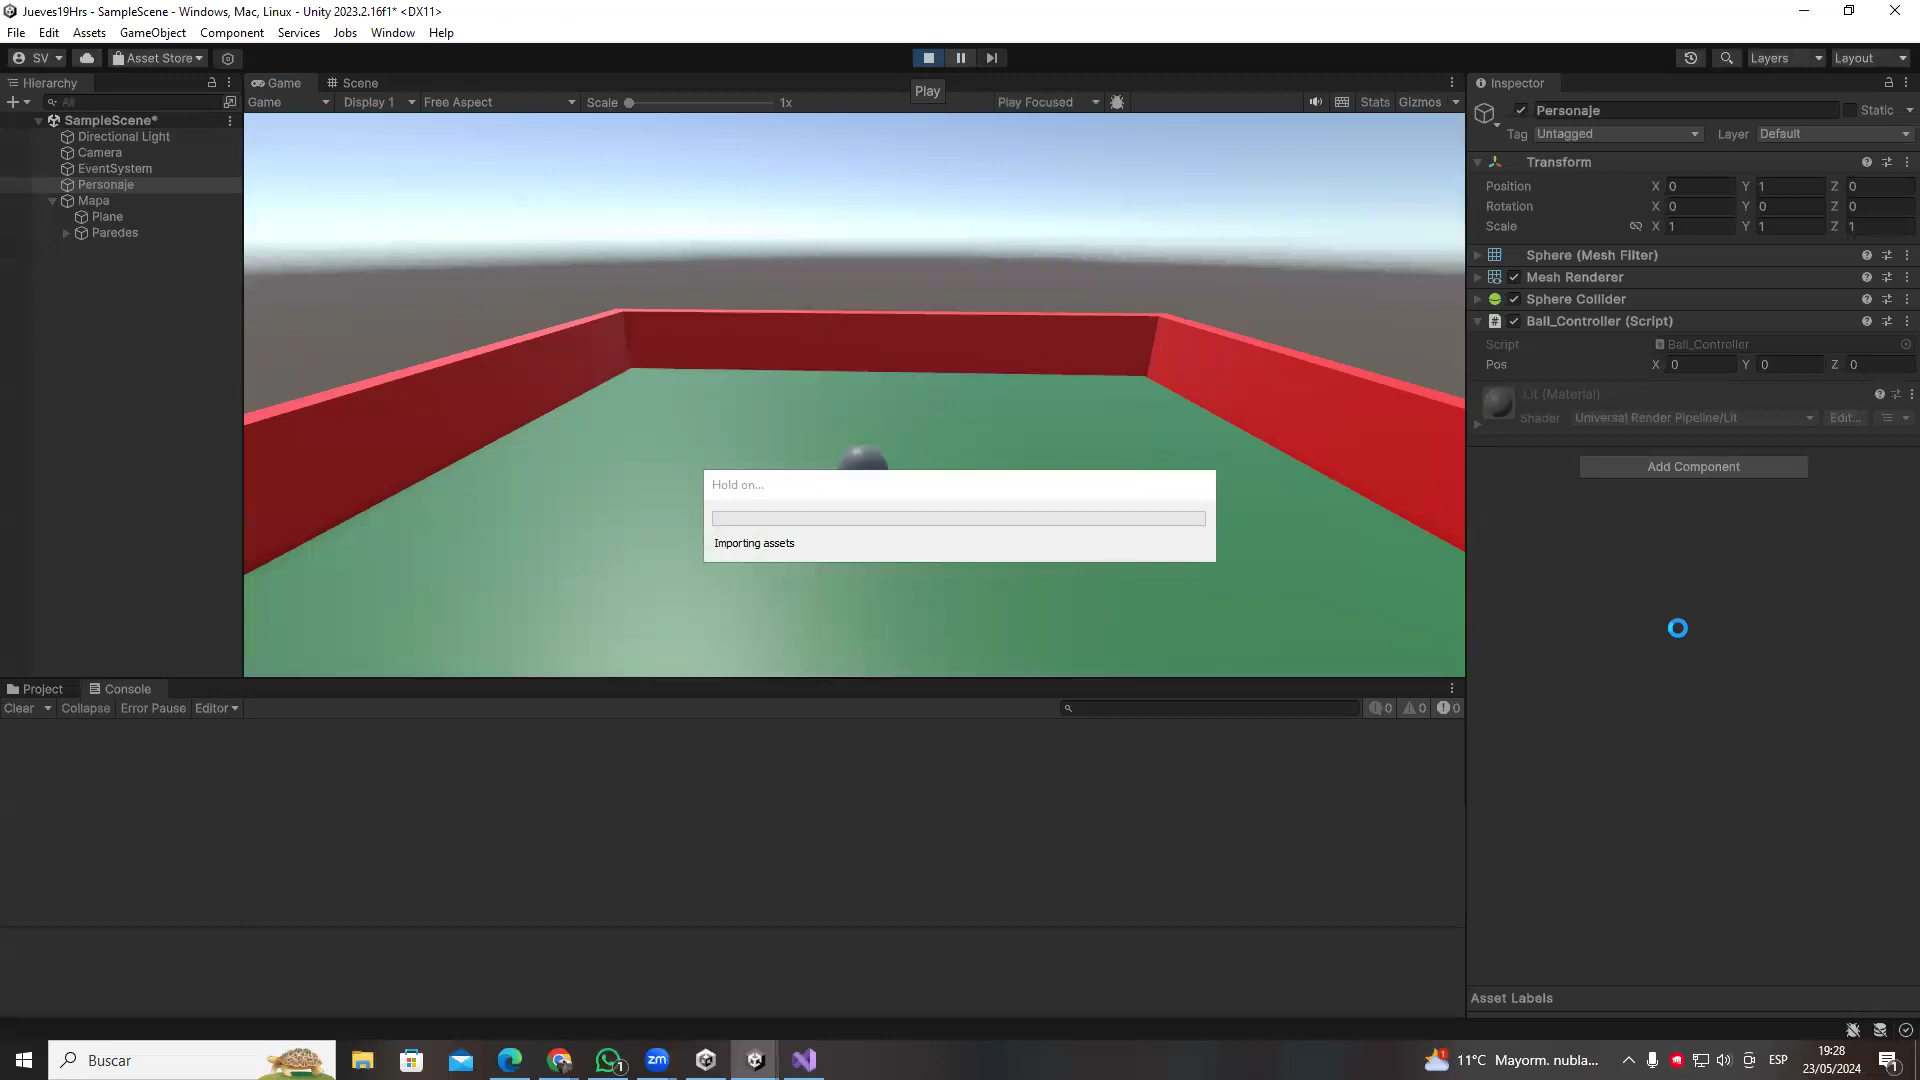 Jueves19Hrs - SampleScene - Windows, Mac, Linux - Unity 2023.2.16f1* <DX11>
File Edit Assets GameObject Component Services Jobs Window Help
SV Asset Store Layers Layout
Hierarchy Game Scene Play Inspector
All Game Display 1 Free Aspect Scale 1x Play Focused Stats Gizmos
Personaje Static
Tag Untagged Layer Default
SampleScene*
Directional Light
Camera
EventSystem
Personaje
Mapa
Plane
Paredes
Transform
Position X 0 Y 1 Z 0
Rotation X 0 Y 0 Z 0
Scale X 1 Y 1 Z 1
Sphere (Mesh Filter)
Mesh Renderer
Sphere Collider
# Ball_Controller (Script)
Script Ball_Controller
Pos X 0 Y 0 Z 0
Lit (Material)
Shader Universal Render Pipeline/Lit Edit...
Add Component
Hold on...
Importing assets
Project Console
Clear Collapse Error Pause Editor 0 0 0
Asset Labels
Buscar 1 zm 1 11°C Mayorm. nubla... ESP 19:28
23/05/2024 1